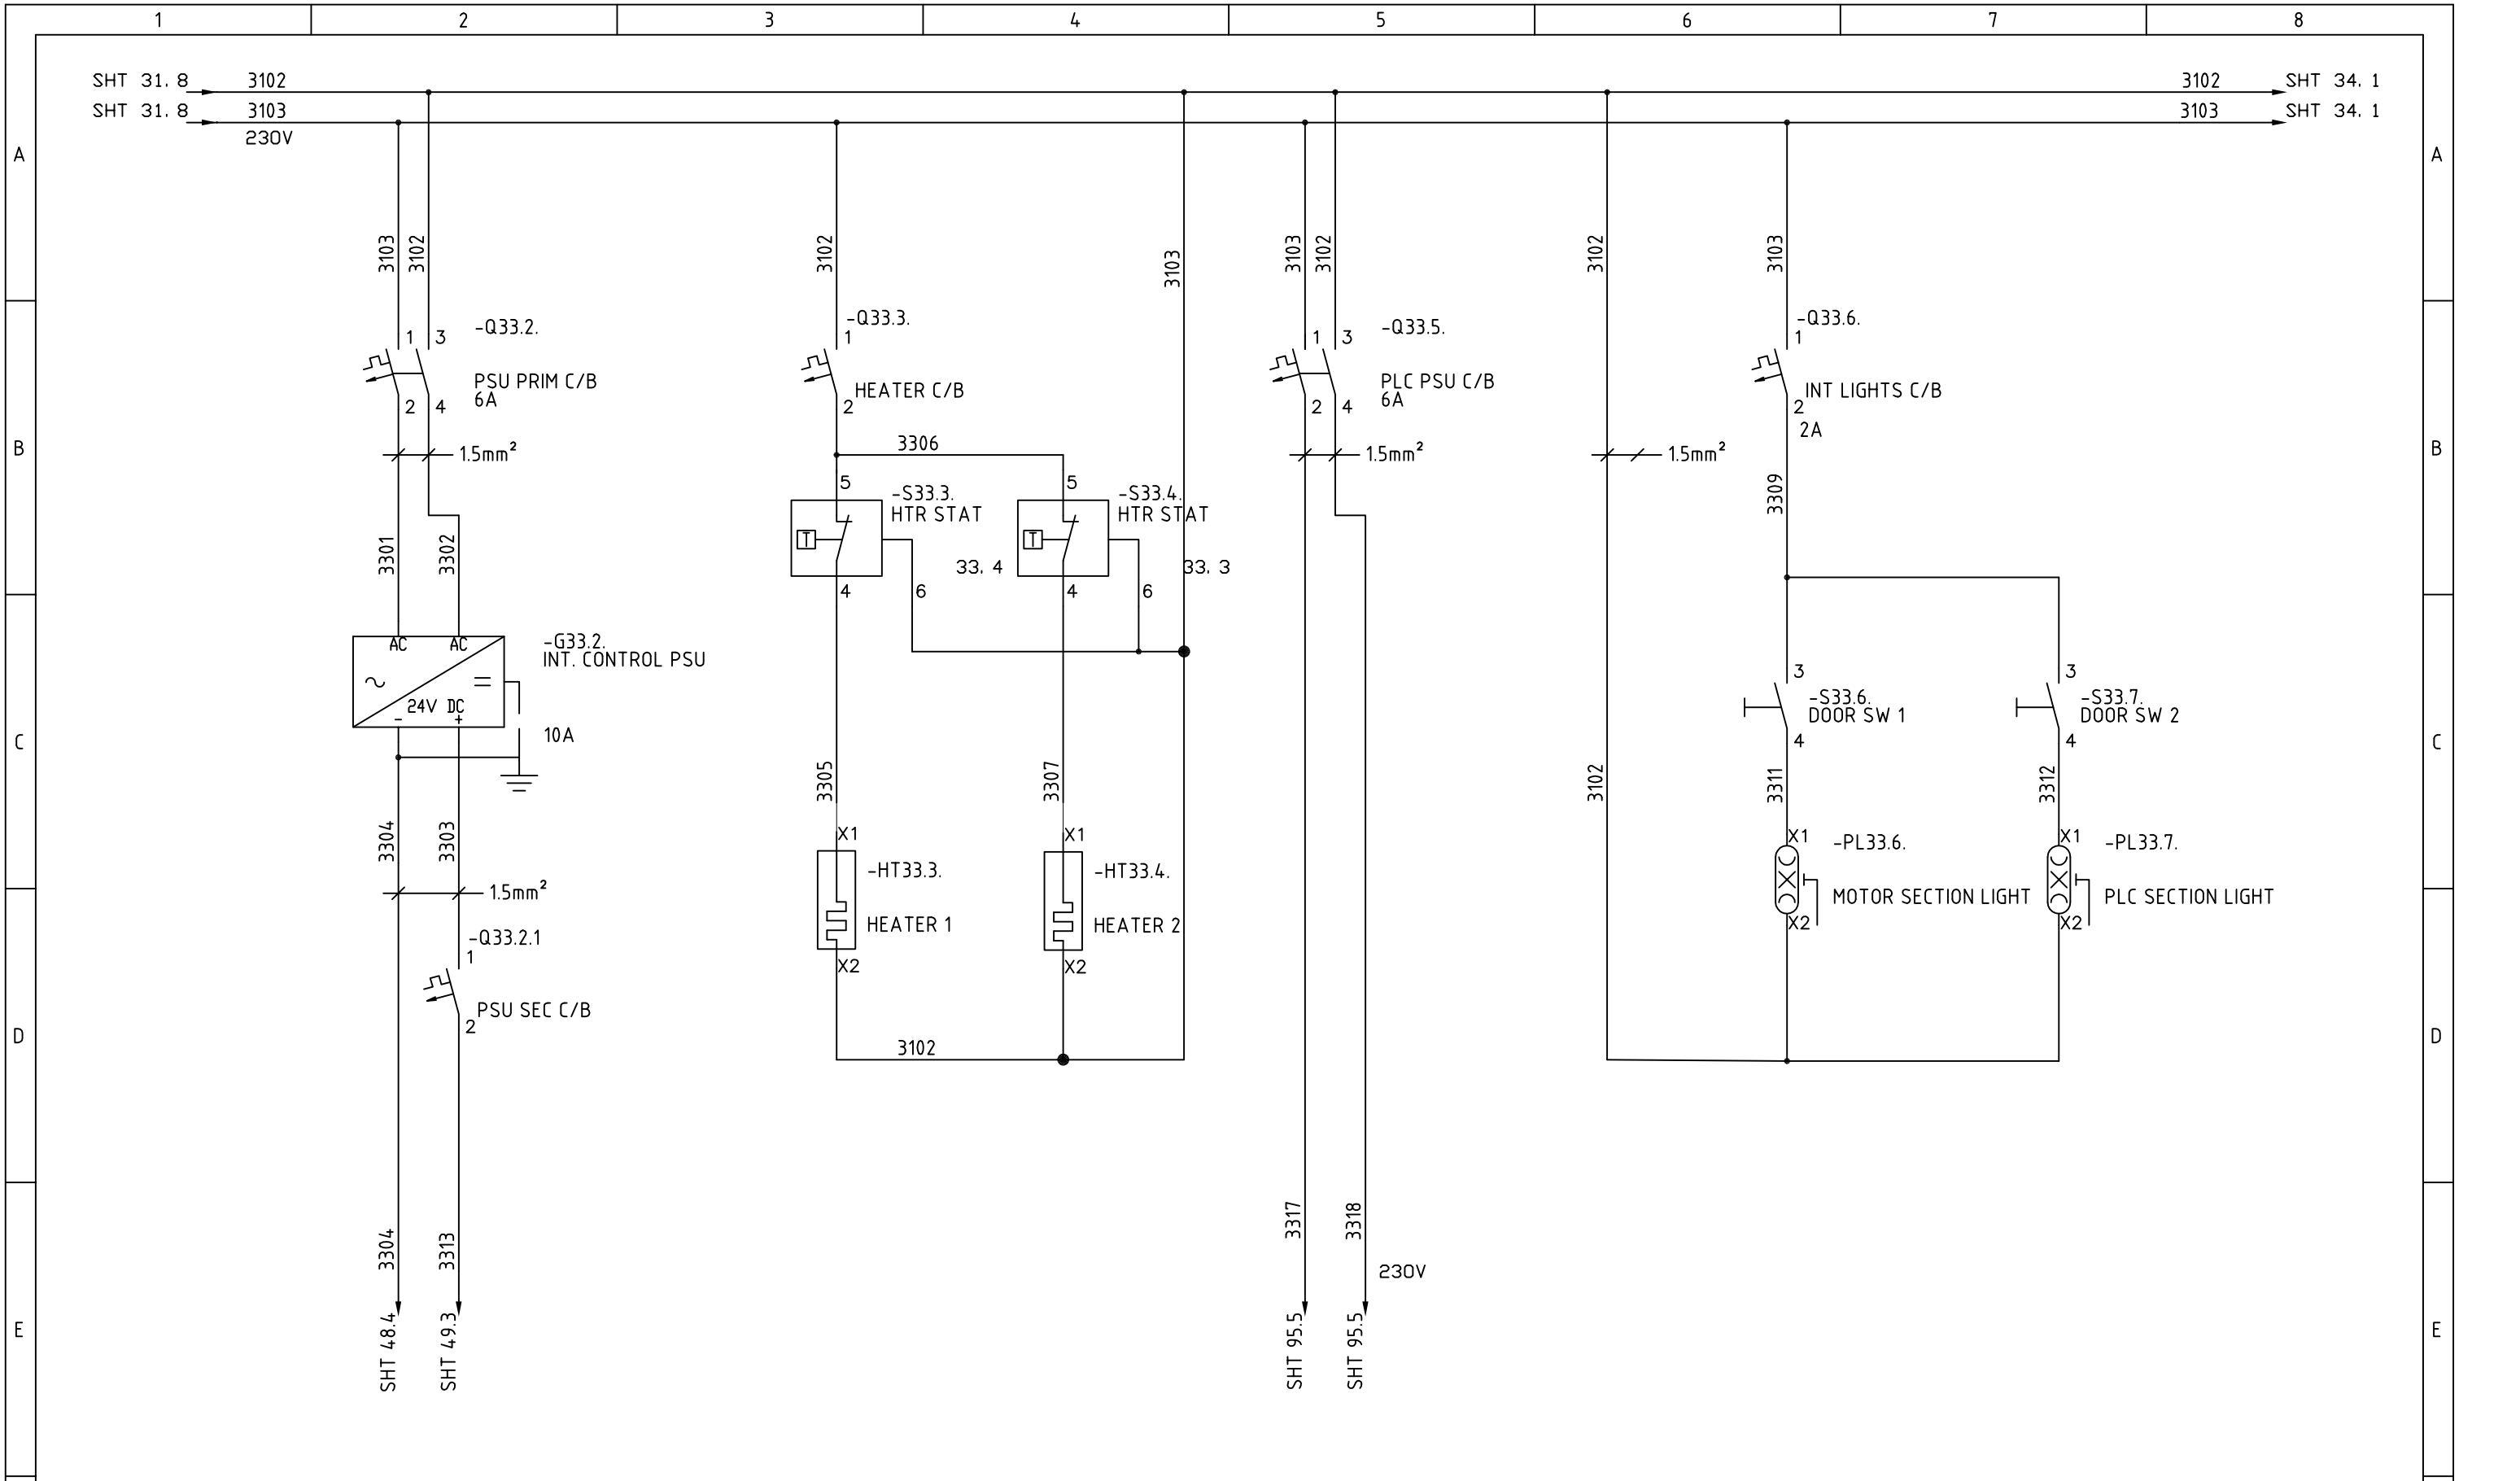 1 2 3 4 5 6 7 8
SHT 31. 8 3102 3102 SHT 34. 1
SHT 31. 8 3103 3103 SHT 34. 1
230V
A A
3103 3102 3102 3103 3103 3102 3102 3103
-Q33.2. -Q33.3. -Q33.5. -Q33.6.
1 3 1 1 3 1
PSU PRIM C/B HEATER C/B PLC PSU C/B INT LIGHTS C/B
6A 6A
2 4 2 2 4 2
2A
B B
1.5mm² 3306 1.5mm² 1.5mm²
5 -S33.3. 5 -S33.4.
HTR STAT HTR STAT
3309
T T
3301 3302 33. 4 33. 3
4 6 4 6
AC AC -G33.2.
INT. CONTROL PSU
24V DC
- +
3 -S33.6. 3 -S33.7.
DOOR SW 1 DOOR SW 2
4 4
C 10A C
3305 3307 3102 3311 3312
3304 3303
X1 X1 X1 X1
-HT33.3. -HT33.4. -PL33.6. -PL33.7.
1.5mm² MOTOR SECTION LIGHT PLC SECTION LIGHT
HEATER 1 HEATER 2 X2 X2
-Q33.2.1
1
X2 X2
PSU SEC C/B
2
D D
3102
3304 3313 3317 3318
230V
E E
SHT 48.4 SHT 49.3 SHT 95.5 SHT 95.5